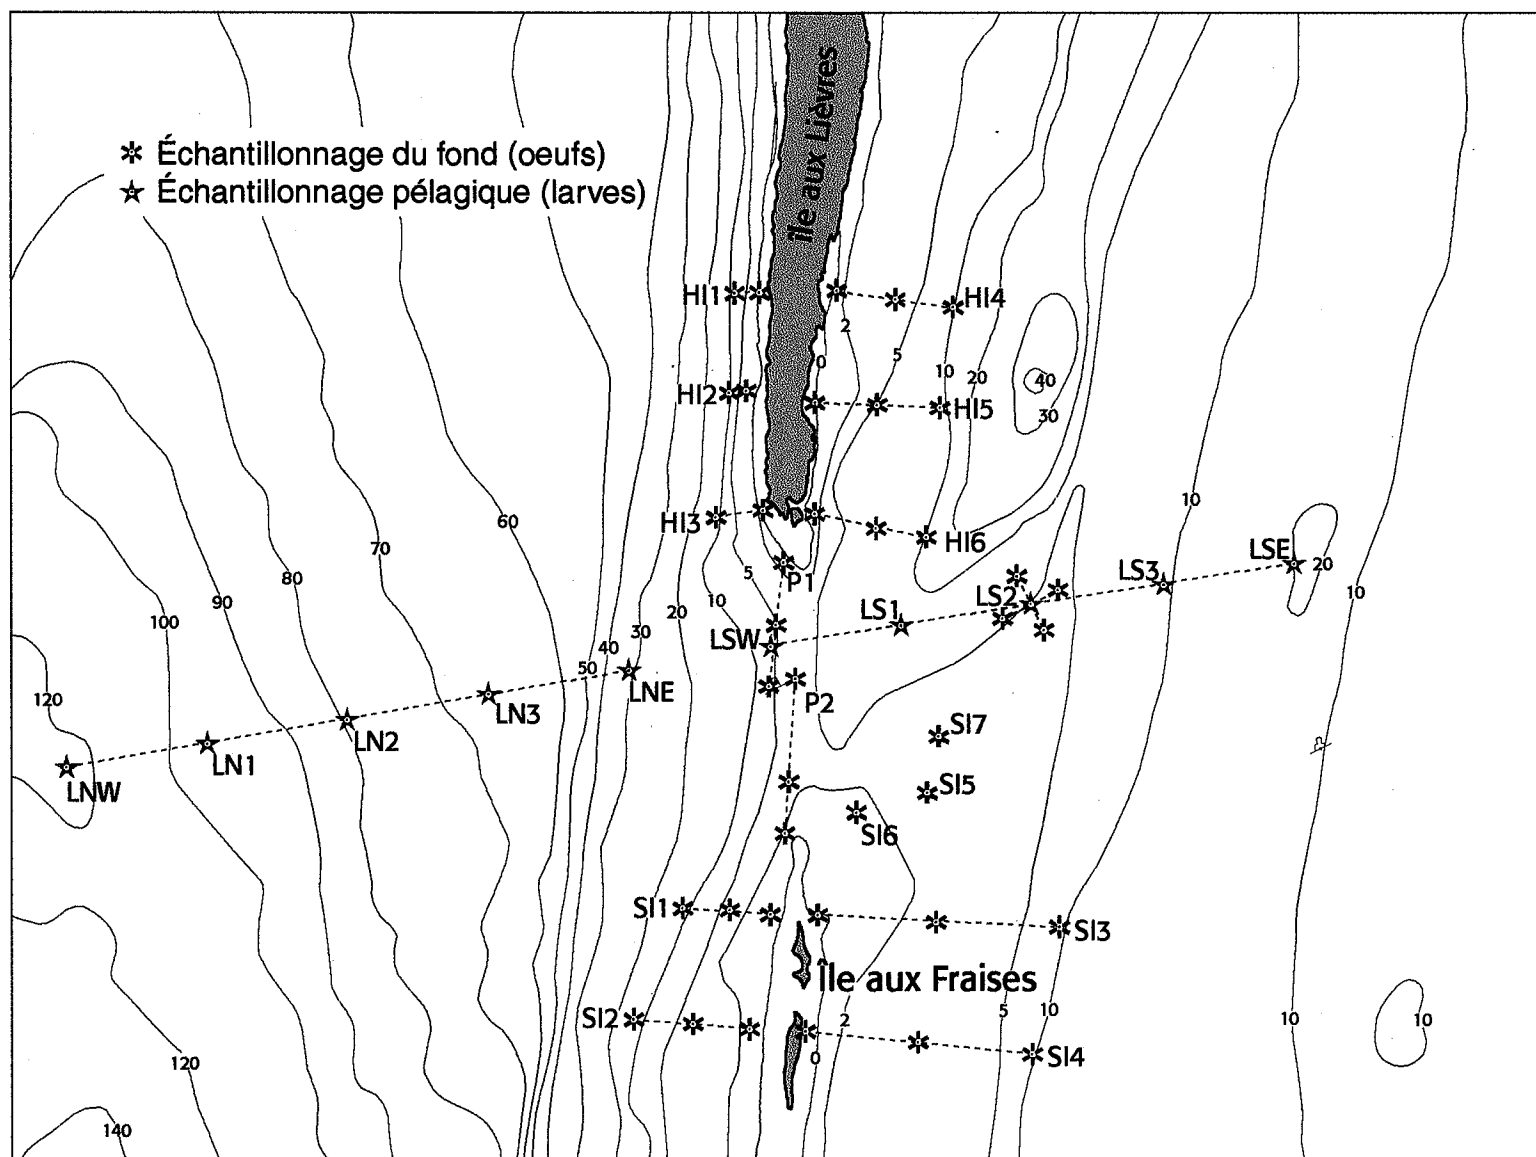 île aux Lièvres
Échantillonnage du fond (oeufs)
Échantillonnage pélagique (larves)
HI1
HI4
2
0
5
10
20
40
30
HI2
HI5
HI3
HI6
60
70
80
90
100
120
P1
5
10
20
30
40
50
LSW
LS1
LS2
LS3
LSE
10
20
10
LNE
LN3
LN2
LN1
LNW
P2
SI7
SI5
SI6
SI1
SI3
Île aux Fraises
SI2
2
0
5
10
SI4
10
10
120
140